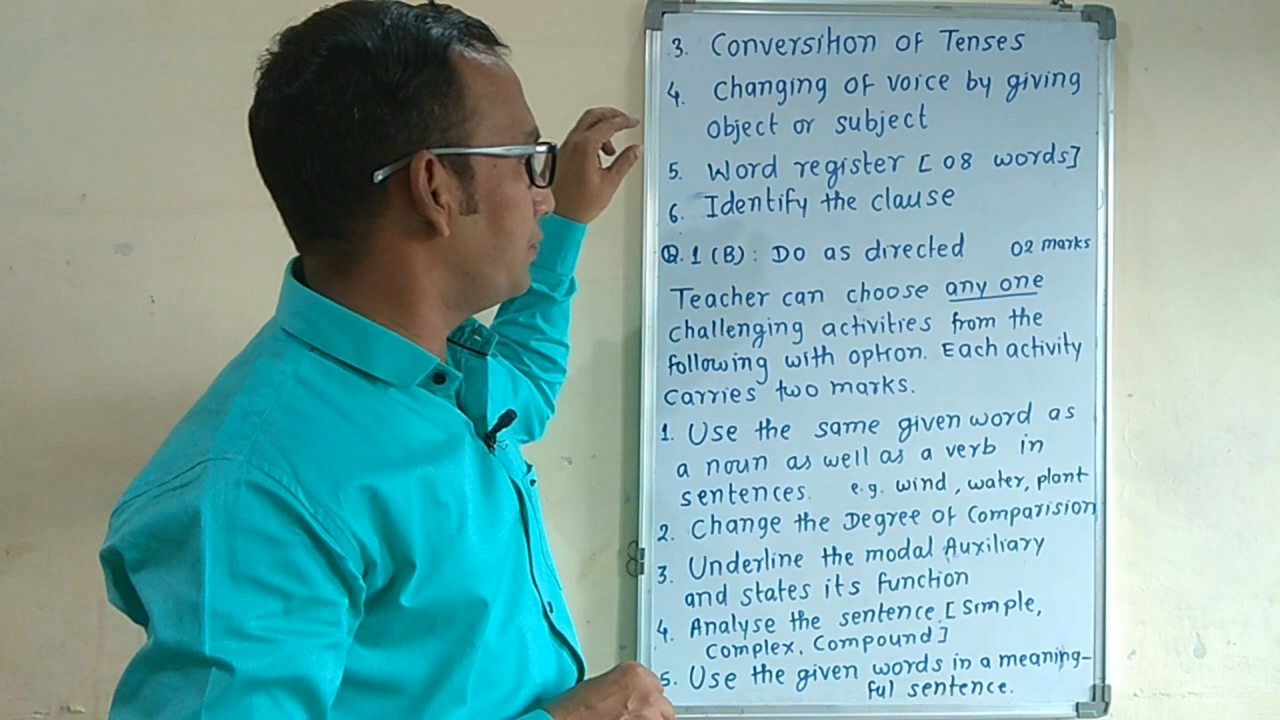 3. Conversition of Tenses
4. Changing of voice by giving
object or subject
5. Word register [08 words]
6. Identify the clause
Q.1 (B): Do as directed 02 marks
Teacher can choose any one
challenging activities from the
following with option. Each activity
carries two marks.
1. Use the same given word as
a noun as well as a verb in
sentences. e.g. wind, water, plant
2. Change the Degree of Comparision
3. Underline the modal Auxiliary
and states its function
4. Analyse the sentence [Simple,
Complex, Compound]
5. Use the given words in a meaning-
ful sentence.